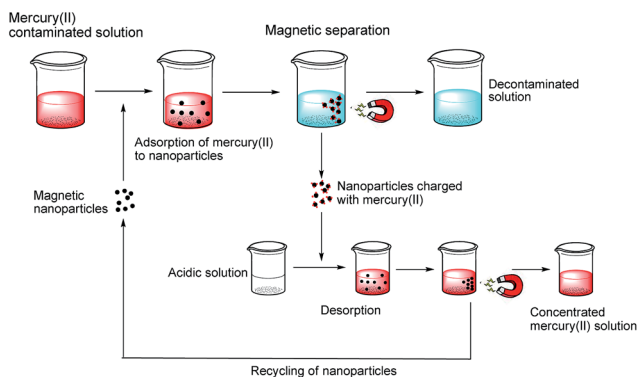 Mercury(II)
contaminated solution
Magnetic separation
Decontaminated
solution
Adsorption of mercury(II)
to nanoparticles
Magnetic
nanoparticles
Nanoparticles charged
with mercury(II)
Acidic solution
Desorption
Concentrated
mercury(II) solution
Recycling of nanoparticles